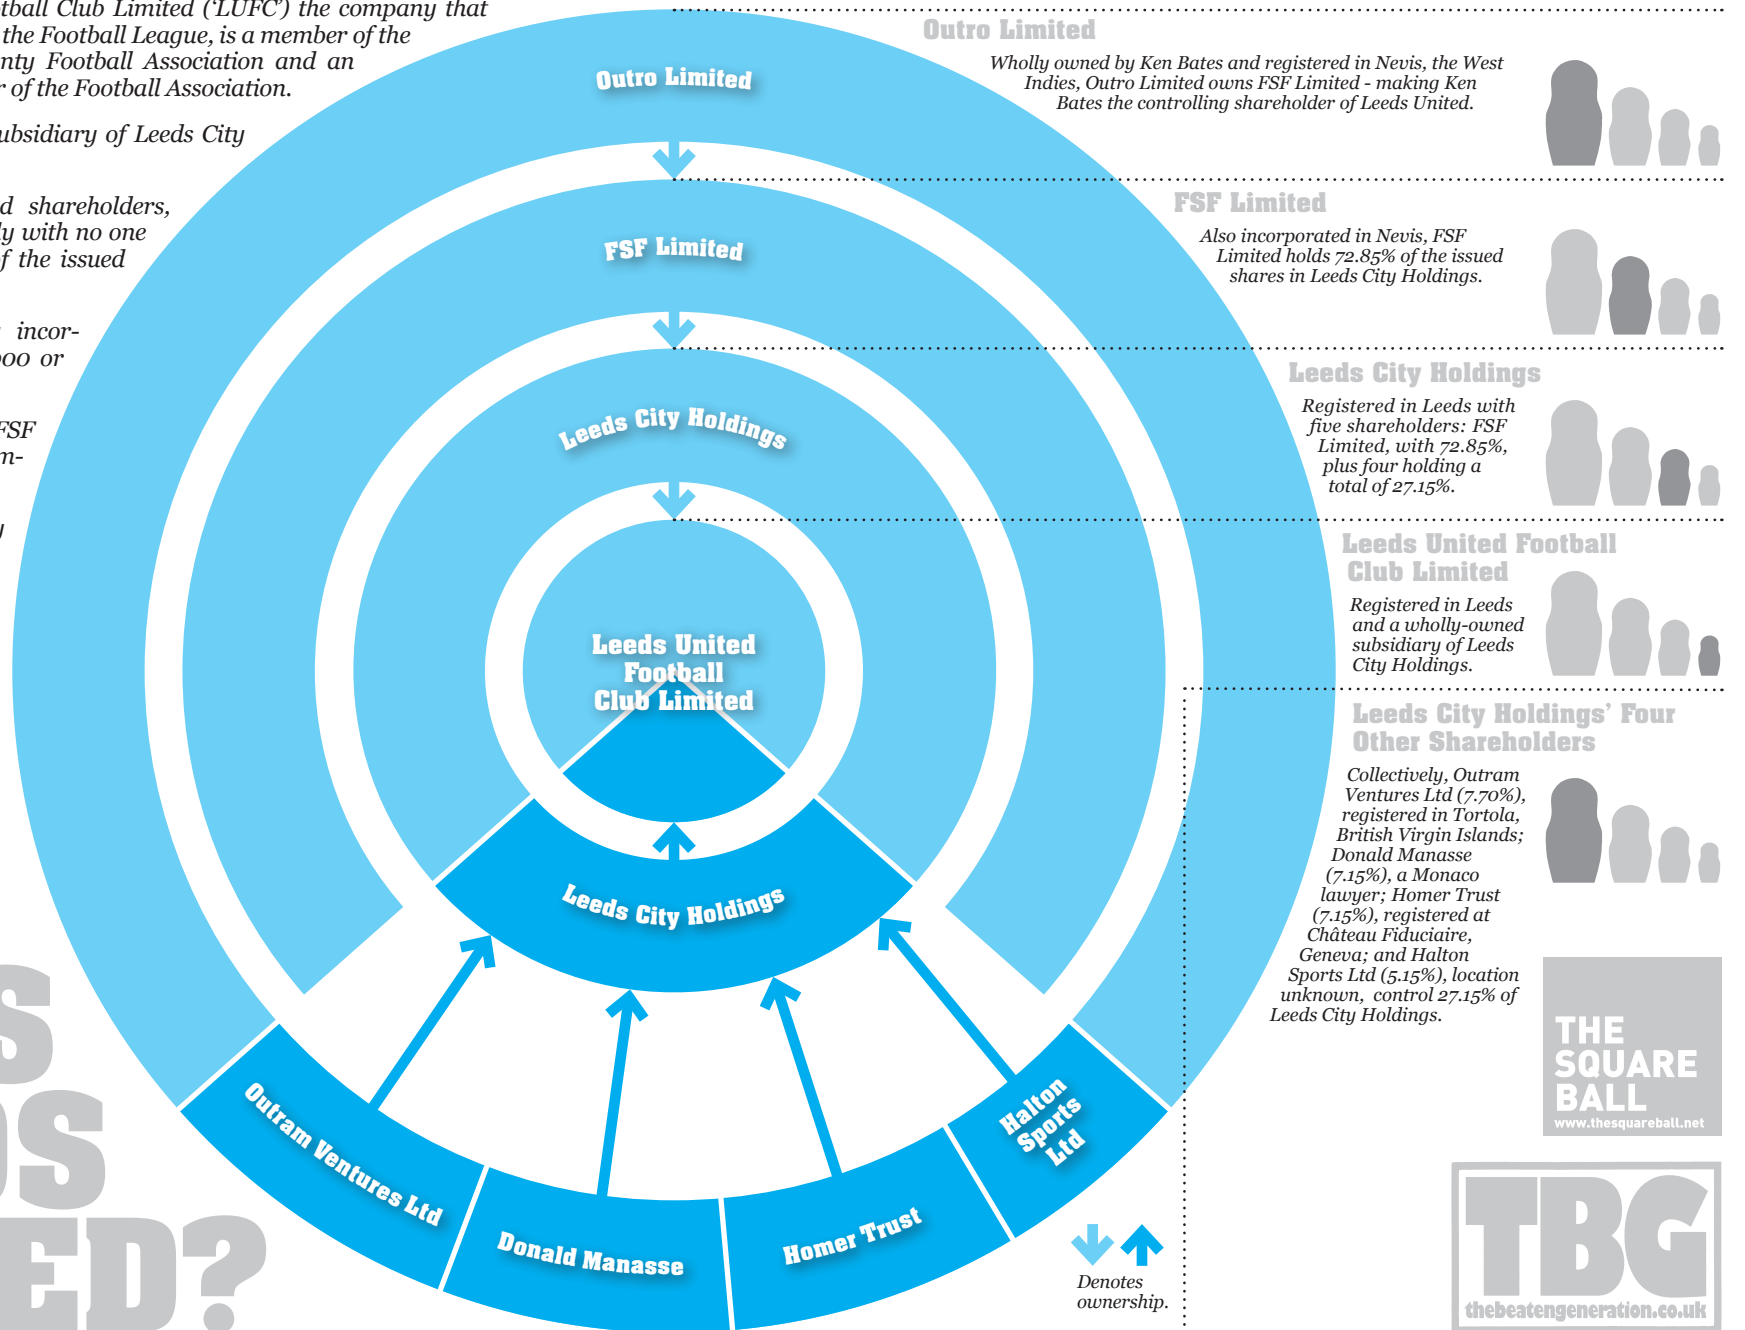 tball Club Limited (‘LUFC’) the company that
the Football League, is a member of the
nty Football Association and an
r of the Football Association.
ubsidiary of Leeds City
d shareholders,
ly with no one
f the issued
incor-
000 or
FSF
m-
y
S
DS
ED?
Outro Limited
FSF Limited
Leeds City Holdings
Leeds United
Football
Club Limited
Leeds City Holdings
Outram Ventures Ltd
Donald Manasse
Homer Trust
Halton
Sports
Ltd
Denotes
ownership.
Outro Limited
Wholly owned by Ken Bates and registered in Nevis, the West
Indies, Outro Limited owns FSF Limited - making Ken
Bates the controlling shareholder of Leeds United.
FSF Limited
Also incorporated in Nevis, FSF
Limited holds 72.85% of the issued
shares in Leeds City Holdings.
Leeds City Holdings
Registered in Leeds with
five shareholders: FSF
Limited, with 72.85%,
plus four holding a
total of 27.15%.
Leeds United Football
Club Limited
Registered in Leeds
and a wholly-owned
subsidiary of Leeds
City Holdings.
Leeds City Holdings’ Four
Other Shareholders
Collectively, Outram
Ventures Ltd (7.70%),
registered in Tortola,
British Virgin Islands;
Donald Manasse
(7.15%), a Monaco
lawyer; Homer Trust
(7.15%), registered at
Château Fiduciaire,
Geneva; and Halton
Sports Ltd (5.15%), location
unknown, control 27.15% of
Leeds City Holdings.
THE
SQUARE
BALL
www.thesquareball.net
TBG
thebeatengeneration.co.uk